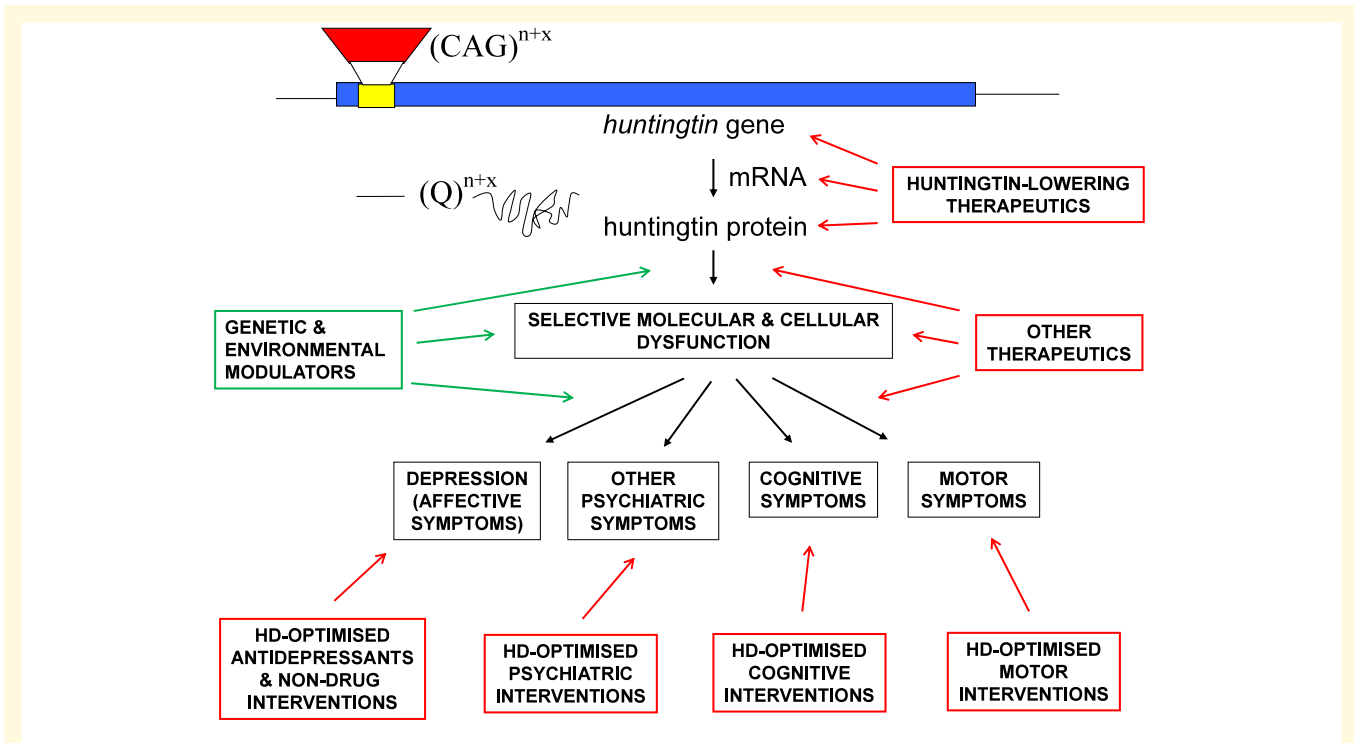 (CAG)n+x
huntingtin gene
mRNA
HUNTINGTIN-LOWERING
THERAPEUTICS
(Q)n+x
huntingtin protein
GENETIC &
ENVIRONMENTAL
MODULATORS
SELECTIVE MOLECULAR & CELLULAR
DYSFUNCTION
OTHER
THERAPEUTICS
DEPRESSION
(AFFECTIVE
SYMPTOMS)
OTHER
PSYCHIATRIC
SYMPTOMS
COGNITIVE
SYMPTOMS
MOTOR
SYMPTOMS
HD-OPTIMISED
ANTIDEPRESSANTS
& NON-DRUG
INTERVENTIONS
HD-OPTIMISED
PSYCHIATRIC
INTERVENTIONS
HD-OPTIMISED
COGNITIVE
INTERVENTIONS
HD-OPTIMISED
MOTOR
INTERVENTIONS